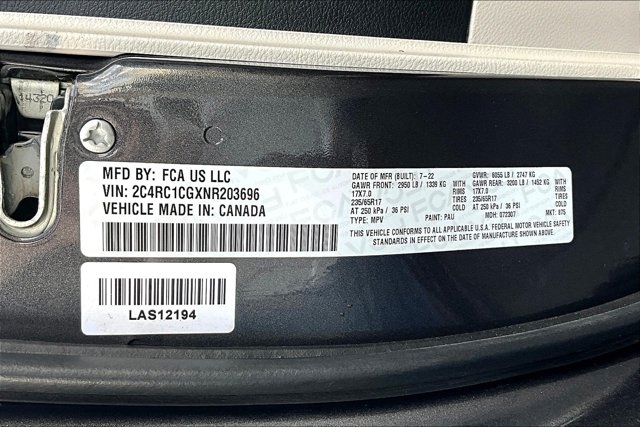 14320
MFD BY: FCA US LLC
VIN: 2C4RC1CGXNR203696
VEHICLE MADE IN: CANADA
DATE OF MFR (BUILT): 7-22 GVWR: 6055 LB / 2747 KG
GAWR FRONT: 2950 LB / 1339 KG WITH GAWR REAR: 3200 LB / 1452 KG WITH
17X7.0 RIMS 17X7.0 RIMS
235/65R17 TIRES 235/65R17 TIRES
AT 250 kPa / 36 PSI COLD AT 250 kPa / 36 PSI COLD
TYPE: MPV PAINT: PAU MDH: 072307 MKT: 875
THIS VEHICLE CONFORMS TO ALL APPLICABLE U.S.A. FEDERAL MOTOR VEHICLE SAFETY
STANDARDS IN EFFECT ON THE DATE OF MANUFACTURE SHOWN ABOVE.
LAS12194